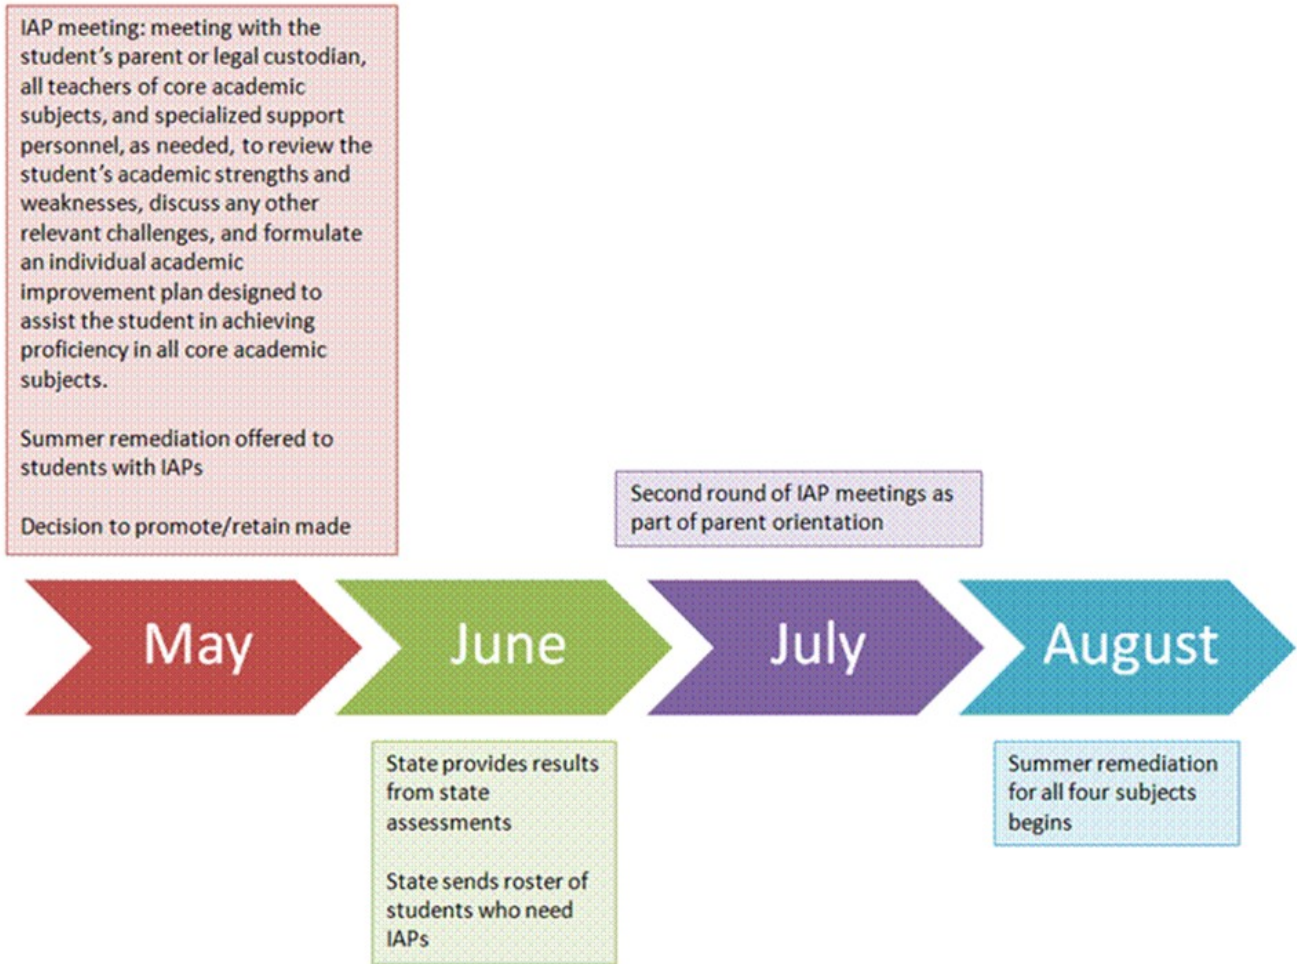 IAP meeting: meeting with the
student’s parent or legal custodian,
all teachers of core academic
subjects, and specialized support
personnel, as needed, to review the
student’s academic strengths and
weaknesses, discuss any other
relevant challenges, and formulate
an individual academic
improvement plan designed to
assist the student in achieving
proficiency in all core academic
subjects.
Summer remediation offered to
students with IAPs
Decision to promote/retain made
Second round of IAP meetings as
part of parent orientation
May
June
July
August
State provides results
from state
assessments
State sends roster of
students who need
IAPs
Summer remediation
for all four subjects
begins